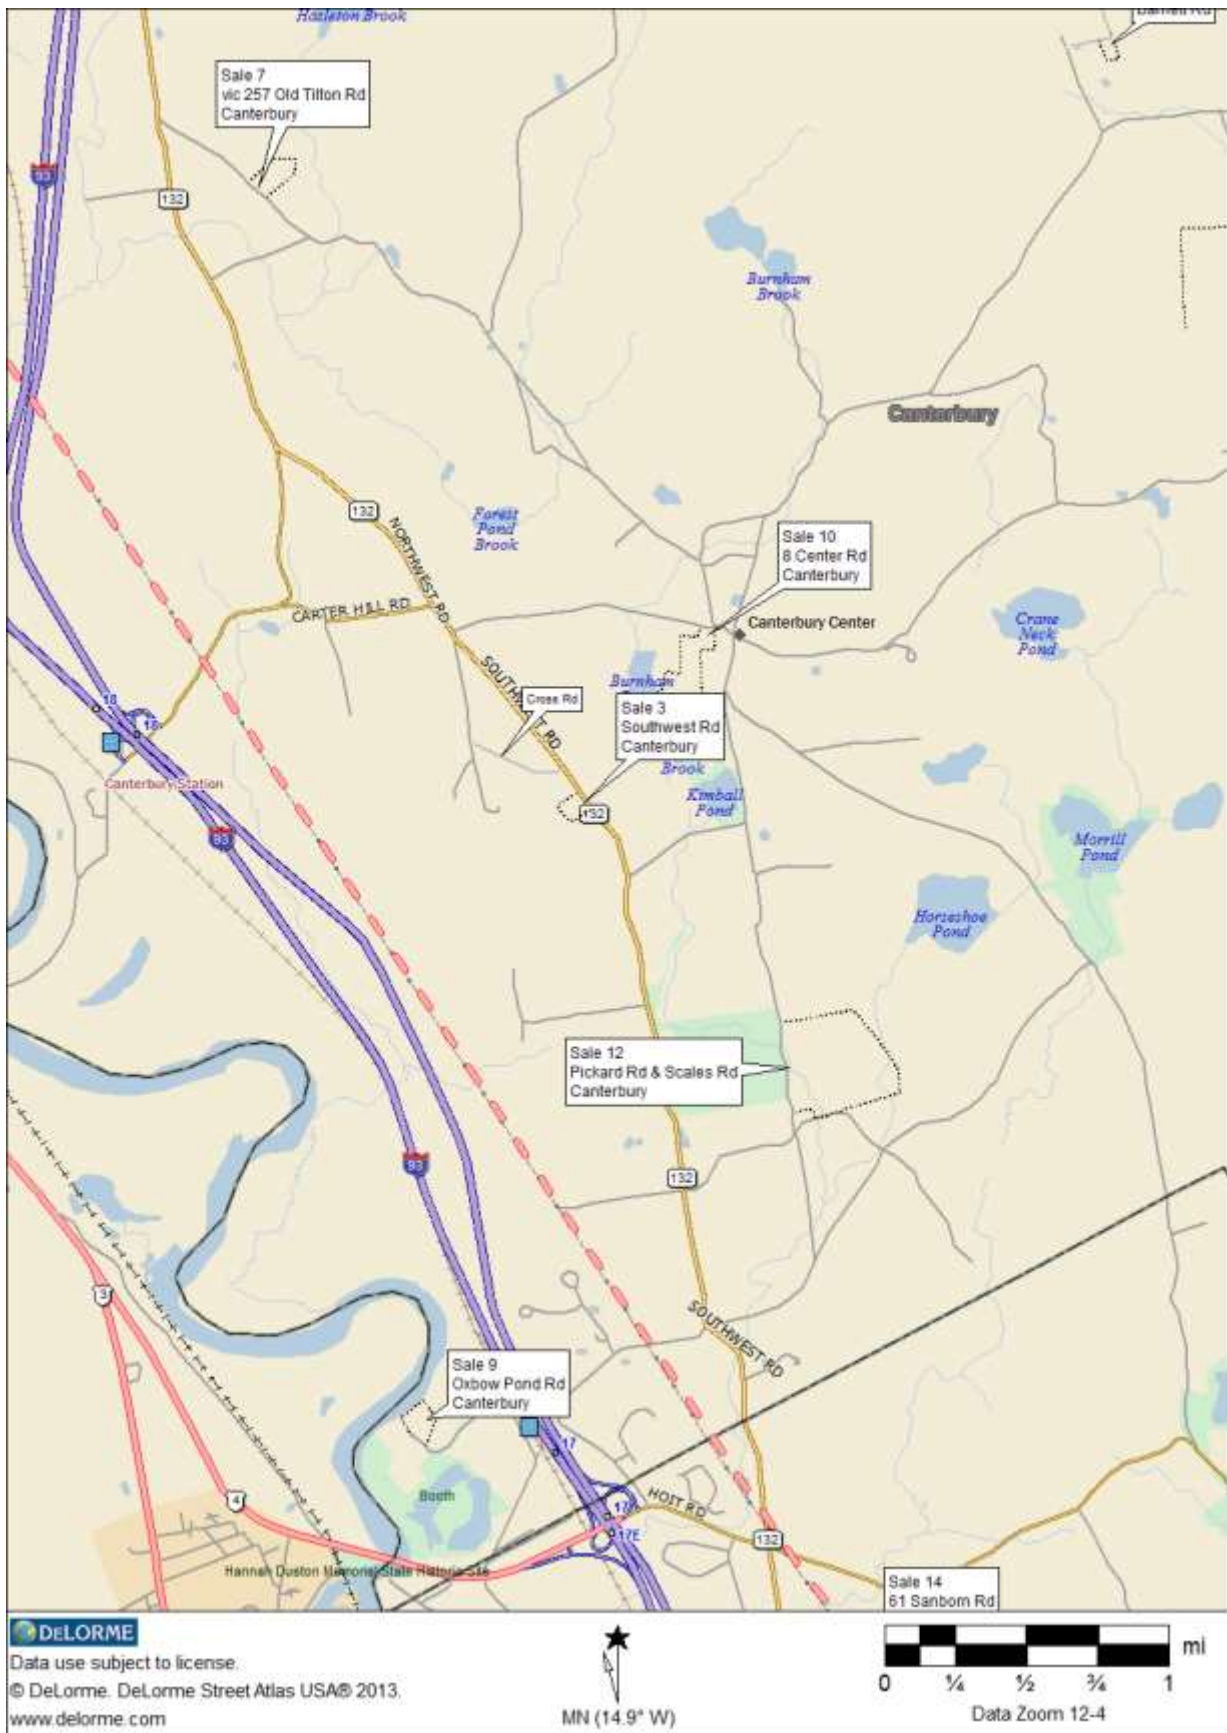 Hazleton Brook
Sale 7
vic 257 Old Tilton Rd
Canterbury
93
132
Burnham
Brook
Canterbury
132
NORTHWEST RD
Forest
Pond
Brook
Sale 10
8 Center Rd
Canterbury
CARTER HILL RD
Canterbury Center
Crane
Neck
Pond
Burnham
Cross Rd
Sale 3
Southwest Rd
Canterbury
Brook
18
18
Canterbury Station
Kimball
Pond
93
Morrill
Pond
Horseshoe
Pond
Sale 12
Pickard Rd & Scales Rd
Canterbury
93
132
3
SOUTHWEST RD
Sale 9
Oxbow Pond Rd
Canterbury
17
Booth
4
HOIT RD
17E
132
Hannah Duston Memorial State Historic Site
Sale 14
61 Sanborn Rd
DELORME
Data use subject to license.
© DeLorme. DeLorme Street Atlas USA® 2013.
www.delorme.com
MN (14.9° W)
mi
0 ¼ ½ ¾ 1
Data Zoom 12-4